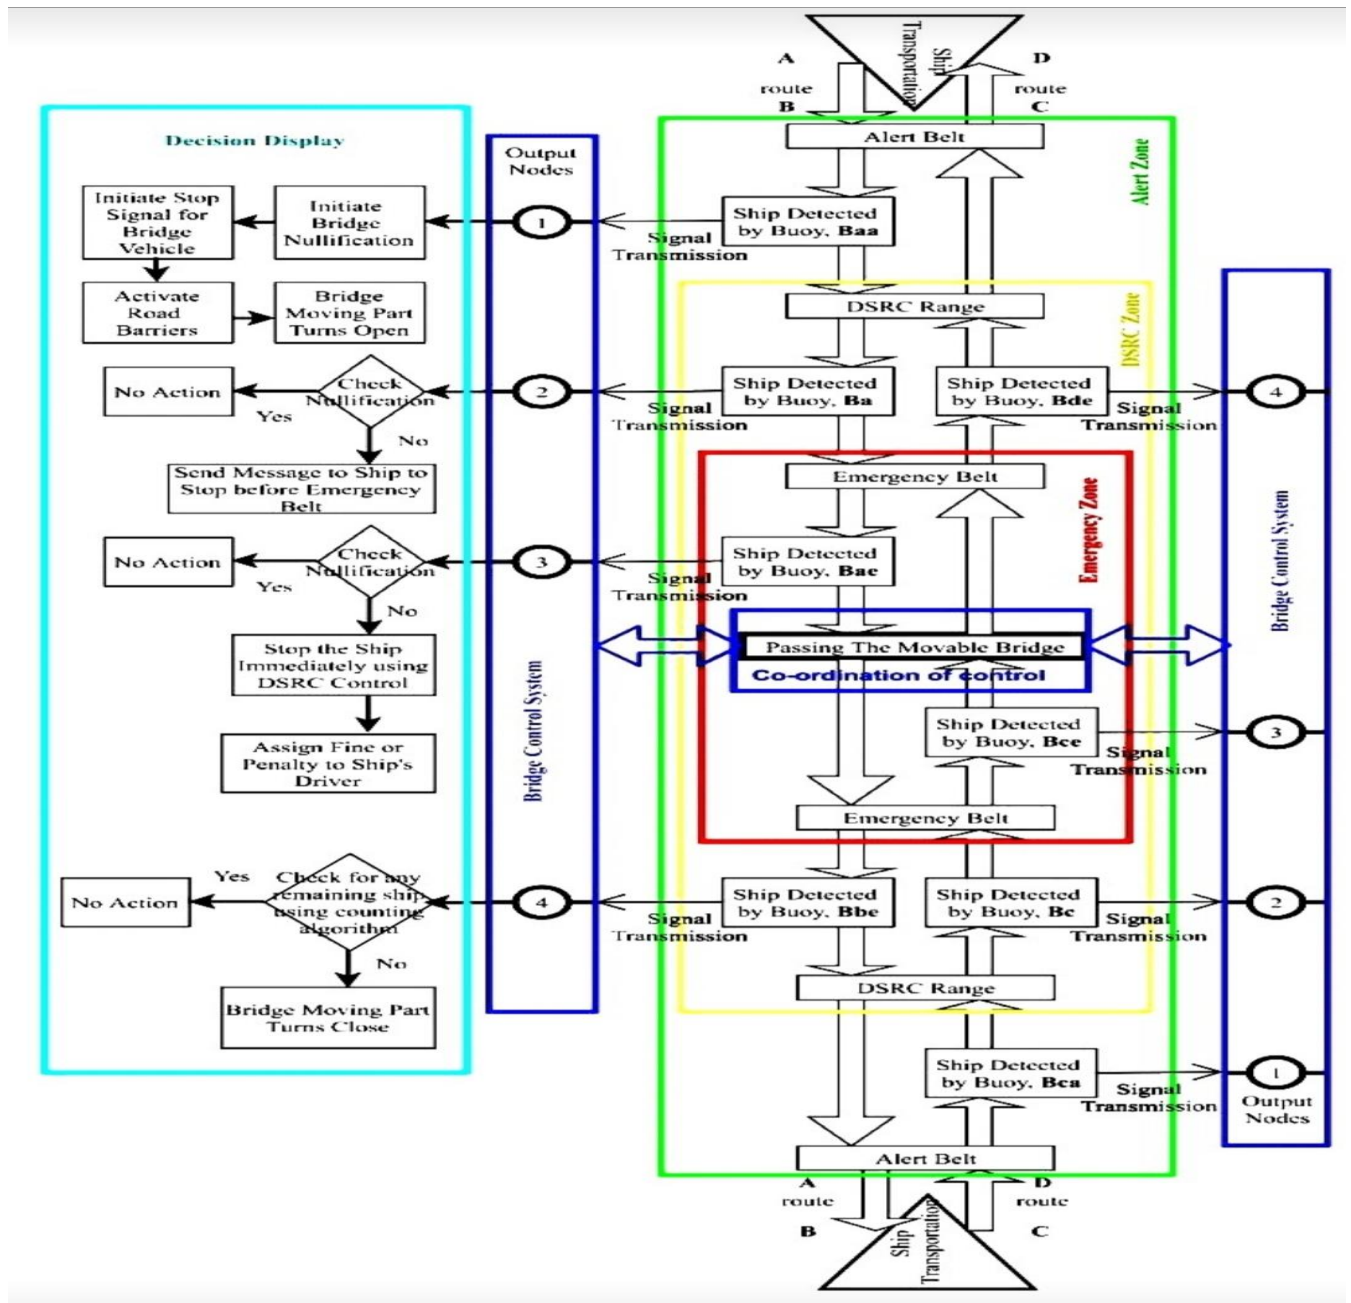 Ship
Transportation
A
route
B
D
route
C
Decision Display
Output
Nodes
Alert Belt
Alert Zone
Initiate Stop
Signal for
Bridge
Vehicle
Initiate
Bridge
Nullification
1
Signal
Transmission
Ship Detected
by Buoy, Baa
Activate
Road
Barriers
Bridge
Moving Part
Turns Open
DSRC Range
DSRC Zone
No Action
Yes
Check
Nullification
No
2
Signal
Transmission
Ship Detected
by Buoy, Ba
Ship Detected
by Buoy, Bde
Signal
Transmission
4
Send Message to Ship to
Stop before Emergency
Belt
Emergency Belt
Emergency Zone
No Action
Yes
Check
Nullification
No
3
Signal
Transmission
Ship Detected
by Buoy, Bae
Bridge Control System
Stop the Ship
Immediately using
DSRC Control
Passing The Movable Bridge
Co-ordination of control
Bridge Control System
Assign Fine or
Penalty to Ship's
Driver
Ship Detected
by Buoy, Bce
Signal
Transmission
3
Emergency Belt
No Action
Yes
Check for any
remaining ship
using counting
algorithm
No
4
Signal
Transmission
Ship Detected
by Buoy, Bbe
Ship Detected
by Buoy, Bc
Signal
Transmission
2
Bridge Moving Part
Turns Close
DSRC Range
Ship Detected
by Buoy, Bca
Signal
Transmission
1
Output
Nodes
Alert Belt
A
route
B
D
route
C
Ship
Transportation